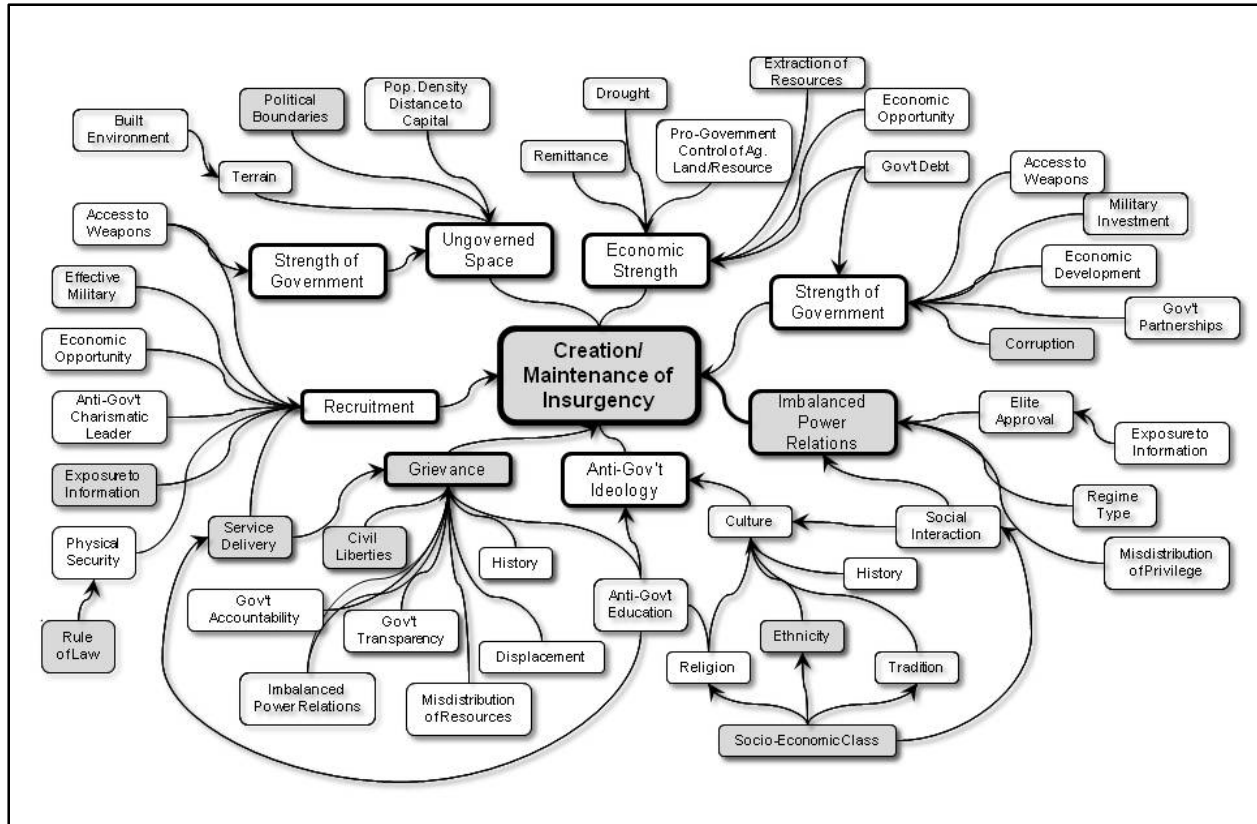 Extraction of
Resources
Political
Boundaries
Pop. Density
Distance to
Capital
Drought
Economic
Opportunity
Built
Environment
Remittance
Pro-Government
Control of Ag.
Land/Resource
Terrain
Gov't Debt
Access to
Weapons
Access to
Weapons
Military
Investment
Strength of
Government
Ungoverned
Space
Economic
Strength
Economic
Development
Effective
Military
Strength of
Government
Gov't
Partnerships
Economic
Opportunity
Corruption
Creation/
Maintenance of
Insurgency
Anti-Gov't
Charismatic
Leader
Recruitment
Imbalanced
Power
Relations
Elite
Approval
Exposure to
Information
Exposure to
Information
Grievance
Anti-Gov't
Ideology
Regime
Type
Service
Delivery
Civil
Liberties
Culture
Social
Interaction
Physical
Security
History
History
Misdistribution
of Privilege
Gov't
Accountability
Gov't
Transparency
Anti-Gov't
Education
Rule
of Law
Displacement
Ethnicity
Religion
Tradition
Imbalanced
Power Relations
Misdistribution
of Resources
Socio-Economic Class